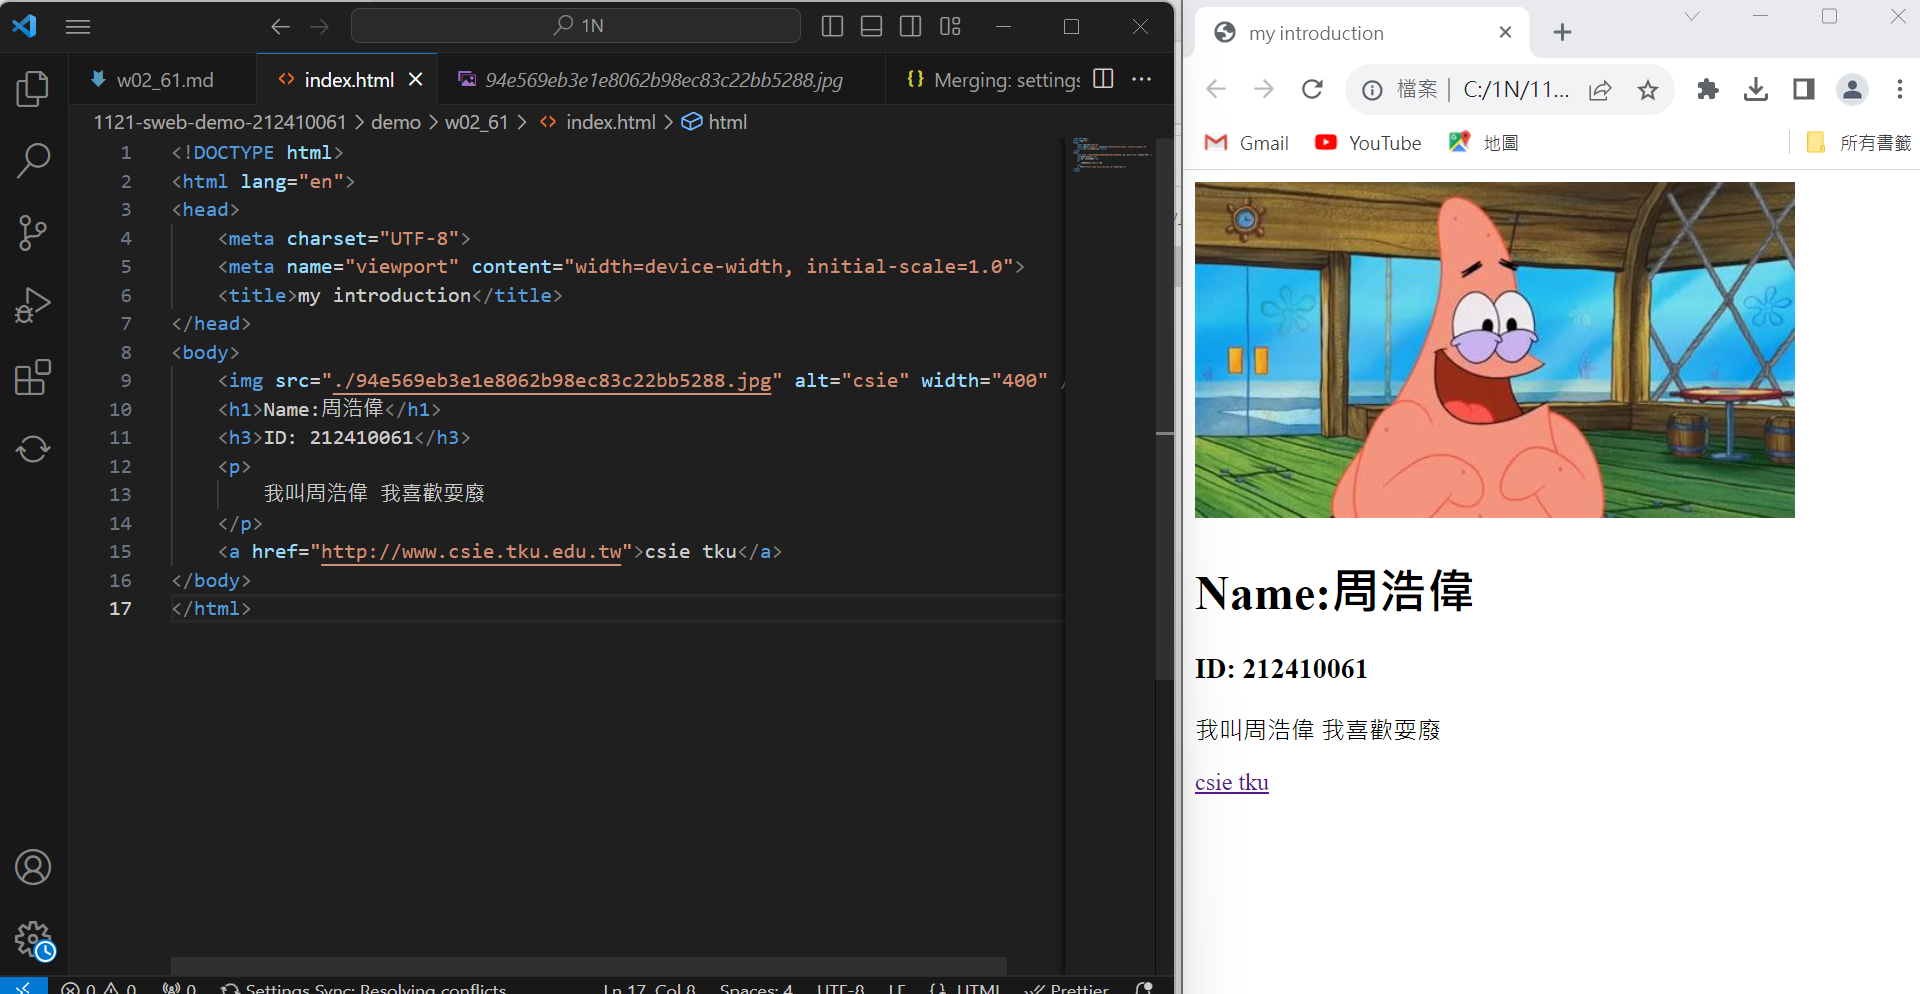 1N
w02_61.md
index.html
94e569eb3e1e8062b98ec83c22bb5288.jpg
{} Merging: settings
1121-sweb-demo-212410061 > demo > w02_61 > <> index.html > html
1 <!DOCTYPE html>
2 <html lang="en">
3 <head>
4 <meta charset="UTF-8">
5 <meta name="viewport" content="width=device-width, initial-scale=1.0">
6 <title>my introduction</title>
7 </head>
8 <body>
9 <img src="./94e569eb3e1e8062b98ec83c22bb5288.jpg" alt="csie" width="400" /
10 <h1>Name:周浩偉</h1>
11 <h3>ID: 212410061</h3>
12 <p>
13 我叫周浩偉 我喜歡耍廢
14 </p>
15 <a href="http://www.csie.tku.edu.tw">csie tku</a>
16 </body>
17 </html>
0 0 0 Settings Sync: Resolving conflicts Ln 17, Col 8 Spaces: 4 UTF-8 LF {} HTML Prettier
my introduction
檔案 | C:/1N/11...
Gmail YouTube 地圖 所有書籤
Name:周浩偉
ID: 212410061
我叫周浩偉 我喜歡耍廢
csie tku